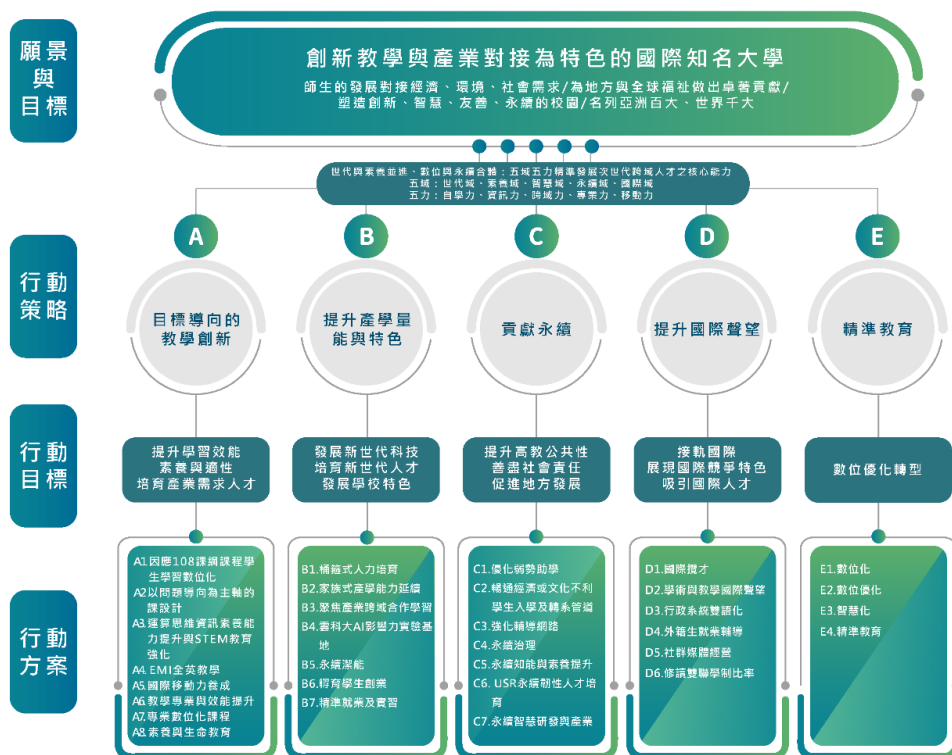 願景
與
目標
創新教學與產業對接為特色的國際知名大學
師生的發展對接經濟、環境、社會需求/為地方與全球福祉做出卓著貢獻/
塑造創新、智慧、友善、永續的校園/名列亞洲百大、世界千大
世代與素養並進、數位與永續合體：五域五力精準發展次世代跨域人才之核心能力
五域：世代域、素養域、智慧域、永續域、國際域
五力：自學力、資訊力、跨域力、專業力、移動力
行動
策略
A
目標導向的
教學創新
B
提升產學量
能與特色
C
貢獻永續
D
提升國際聲望
E
精準教育
行動
目標
提升學習效能
素養與適性
培育產業需求人才
發展新世代科技
培育新世代人才
發展學校特色
提升高教公共性
善盡社會責任
促進地方發展
接軌國際
展現國際競爭特色
吸引國際人才
數位優化轉型
行動
方案
A1因應108課綱課程學
生學習數位化
A2以問題導向為主軸的
課設計
A3運算思維資訊素養能
力提升與STEM教育
強化
A4. EMI全英教學
A5.國際移動力養成
A6教學專業與效能提升
A7.專業數位化課程
A8.素養與生命教育
B1.桶箍式人力培育
B2.家族式產學能力延續
B3.聚焦產業跨域合作學習
B4.雲科大AI影響力實驗基
地
B5.永續潔能
B6.孵育學生創業
B7.精準就業及實習
C1.優化弱勢助學
C2.暢通經濟或文化不利
學生入學及轉系管道
C3.強化輔導網路
C4.永續治理
C5.永續知能與素養提升
C6. USR永續韌性人才培
育
C7.永續智慧研發與產業
D1.國際攬才
D2.學術與教學國際聲望
D3.行政系統雙語化
D4.外籍生就業輔導
D5.社群媒體經營
D6.修讀雙聯學制比率
E1.數位化
E2.數位優化
E3.智慧化
E4.精準教育